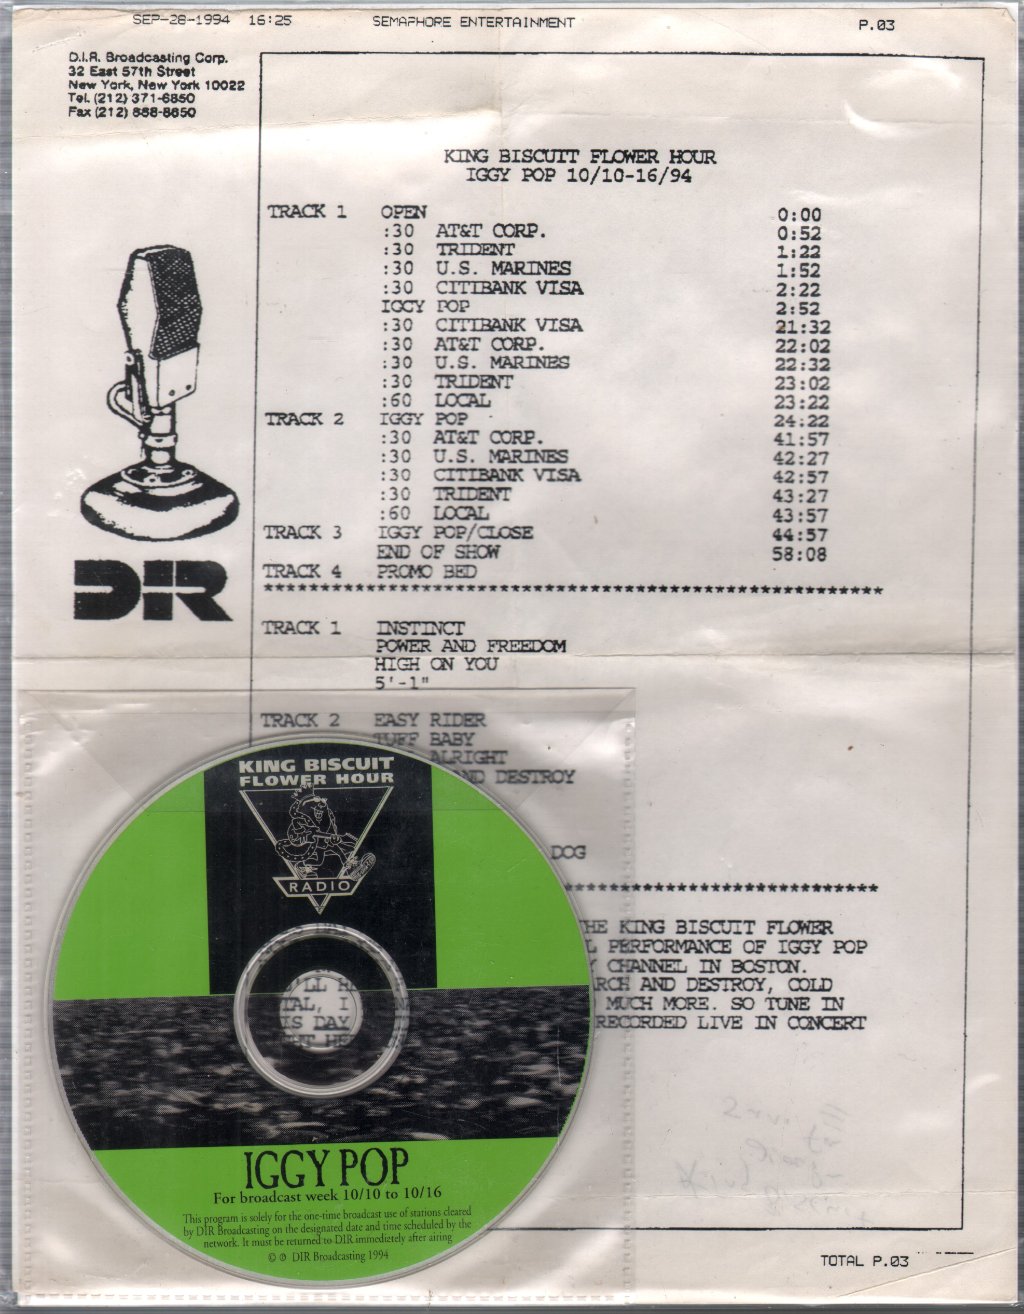 SEP-28-1994 16:25 SEMAPHORE ENTERTAINMENT P.03
D.I.R. Broadcasting Corp.
32 East 57th Street
New York, New York 10022
Tel. (212) 371-6850
Fax (212) 888-8650
KING BISCUIT FLOWER HOUR
IGGY POP 10/10-16/94
TRACK 1 OPEN 0:00
:30 AT&T CORP. 0:52
:30 TRIDENT 1:22
:30 U.S. MARINES 1:52
:30 CITIBANK VISA 2:22
IGGY POP 2:52
:30 CITIBANK VISA 21:32
:30 AT&T CORP. 22:02
:30 U.S. MARINES 22:32
:30 TRIDENT 23:02
:60 LOCAL 23:22
TRACK 2 IGGY POP 24:22
:30 AT&T CORP. 41:57
:30 U.S. MARINES 42:27
:30 CITIBANK VISA 42:57
:30 TRIDENT 43:27
:60 LOCAL 43:57
TRACK 3 IGGY POP/CLOSE 44:57
END OF SHOW 58:08
TRACK 4 PROMO BED
DIR
TRACK 1 INSTINCT
POWER AND FREEDOM
HIGH ON YOU
5'-1"
TRACK 2 EASY RIDER
TUFF BABY
ALRIGHT
AND DESTROY
DOG
THE KING BISCUIT FLOWER
PERFORMANCE OF IGGY POP
CHANNEL IN BOSTON.
AND DESTROY, COLD
MUCH MORE. SO TUNE IN
RECORDED LIVE IN CONCERT
KING BISCUIT
FLOWER HOUR
RADIO
IGGY POP
For broadcast week 10/10 to 10/16
This program is solely for the one-time broadcast use of stations cleared
by DIR Broadcasting on the designated date and time scheduled by the
network. It must be returned to DIR immedietely after airing
© ℗ DIR Broadcasting 1994
TOTAL P.03